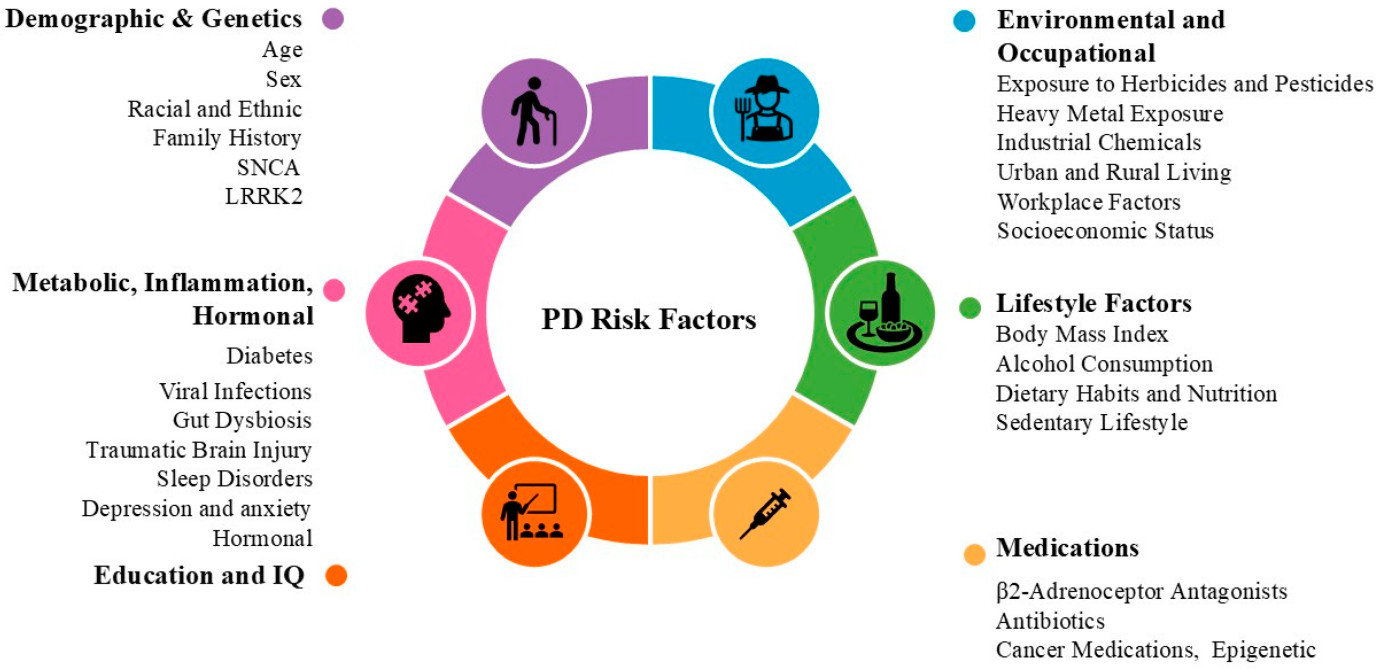 Demographic & Genetics
Age
Sex
Racial and Ethnic
Family History
SNCA
LRRK2
Metabolic, Inflammation,
Hormonal
Diabetes
Viral Infections
Gut Dysbiosis
Traumatic Brain Injury
Sleep Disorders
Depression and anxiety
Hormonal
Education and IQ
PD Risk Factors
Environmental and
Occupational
Exposure to Herbicides and Pesticides
Heavy Metal Exposure
Industrial Chemicals
Urban and Rural Living
Workplace Factors
Socioeconomic Status
Lifestyle Factors
Body Mass Index
Alcohol Consumption
Dietary Habits and Nutrition
Sedentary Lifestyle
Medications
β2-Adrenoceptor Antagonists
Antibiotics
Cancer Medications, Epigenetic